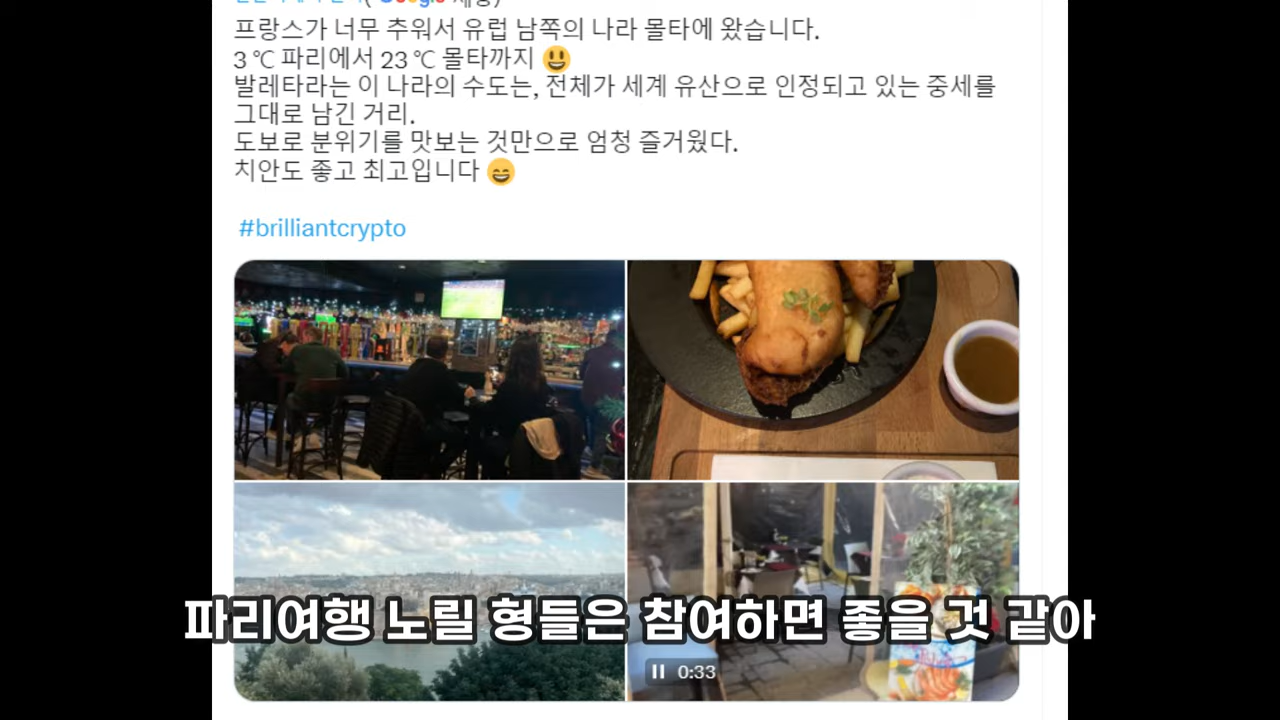 프랑스가 너무 추워서 유럽 남쪽의 나라 몰타에 왔습니다.
3 ℃ 파리에서 23 ℃ 몰타까지 😃
발레타라는 이 나라의 수도는, 전체가 세계 유산으로 인정되고 있는 중세를
그대로 남긴 거리.
도보로 분위기를 맛보는 것만으로 엄청 즐거웠다.
치안도 좋고 최고입니다 😄
#brilliantcrypto
파리여행 노릴 형들은 참여하면 좋을 것 같아
0:33